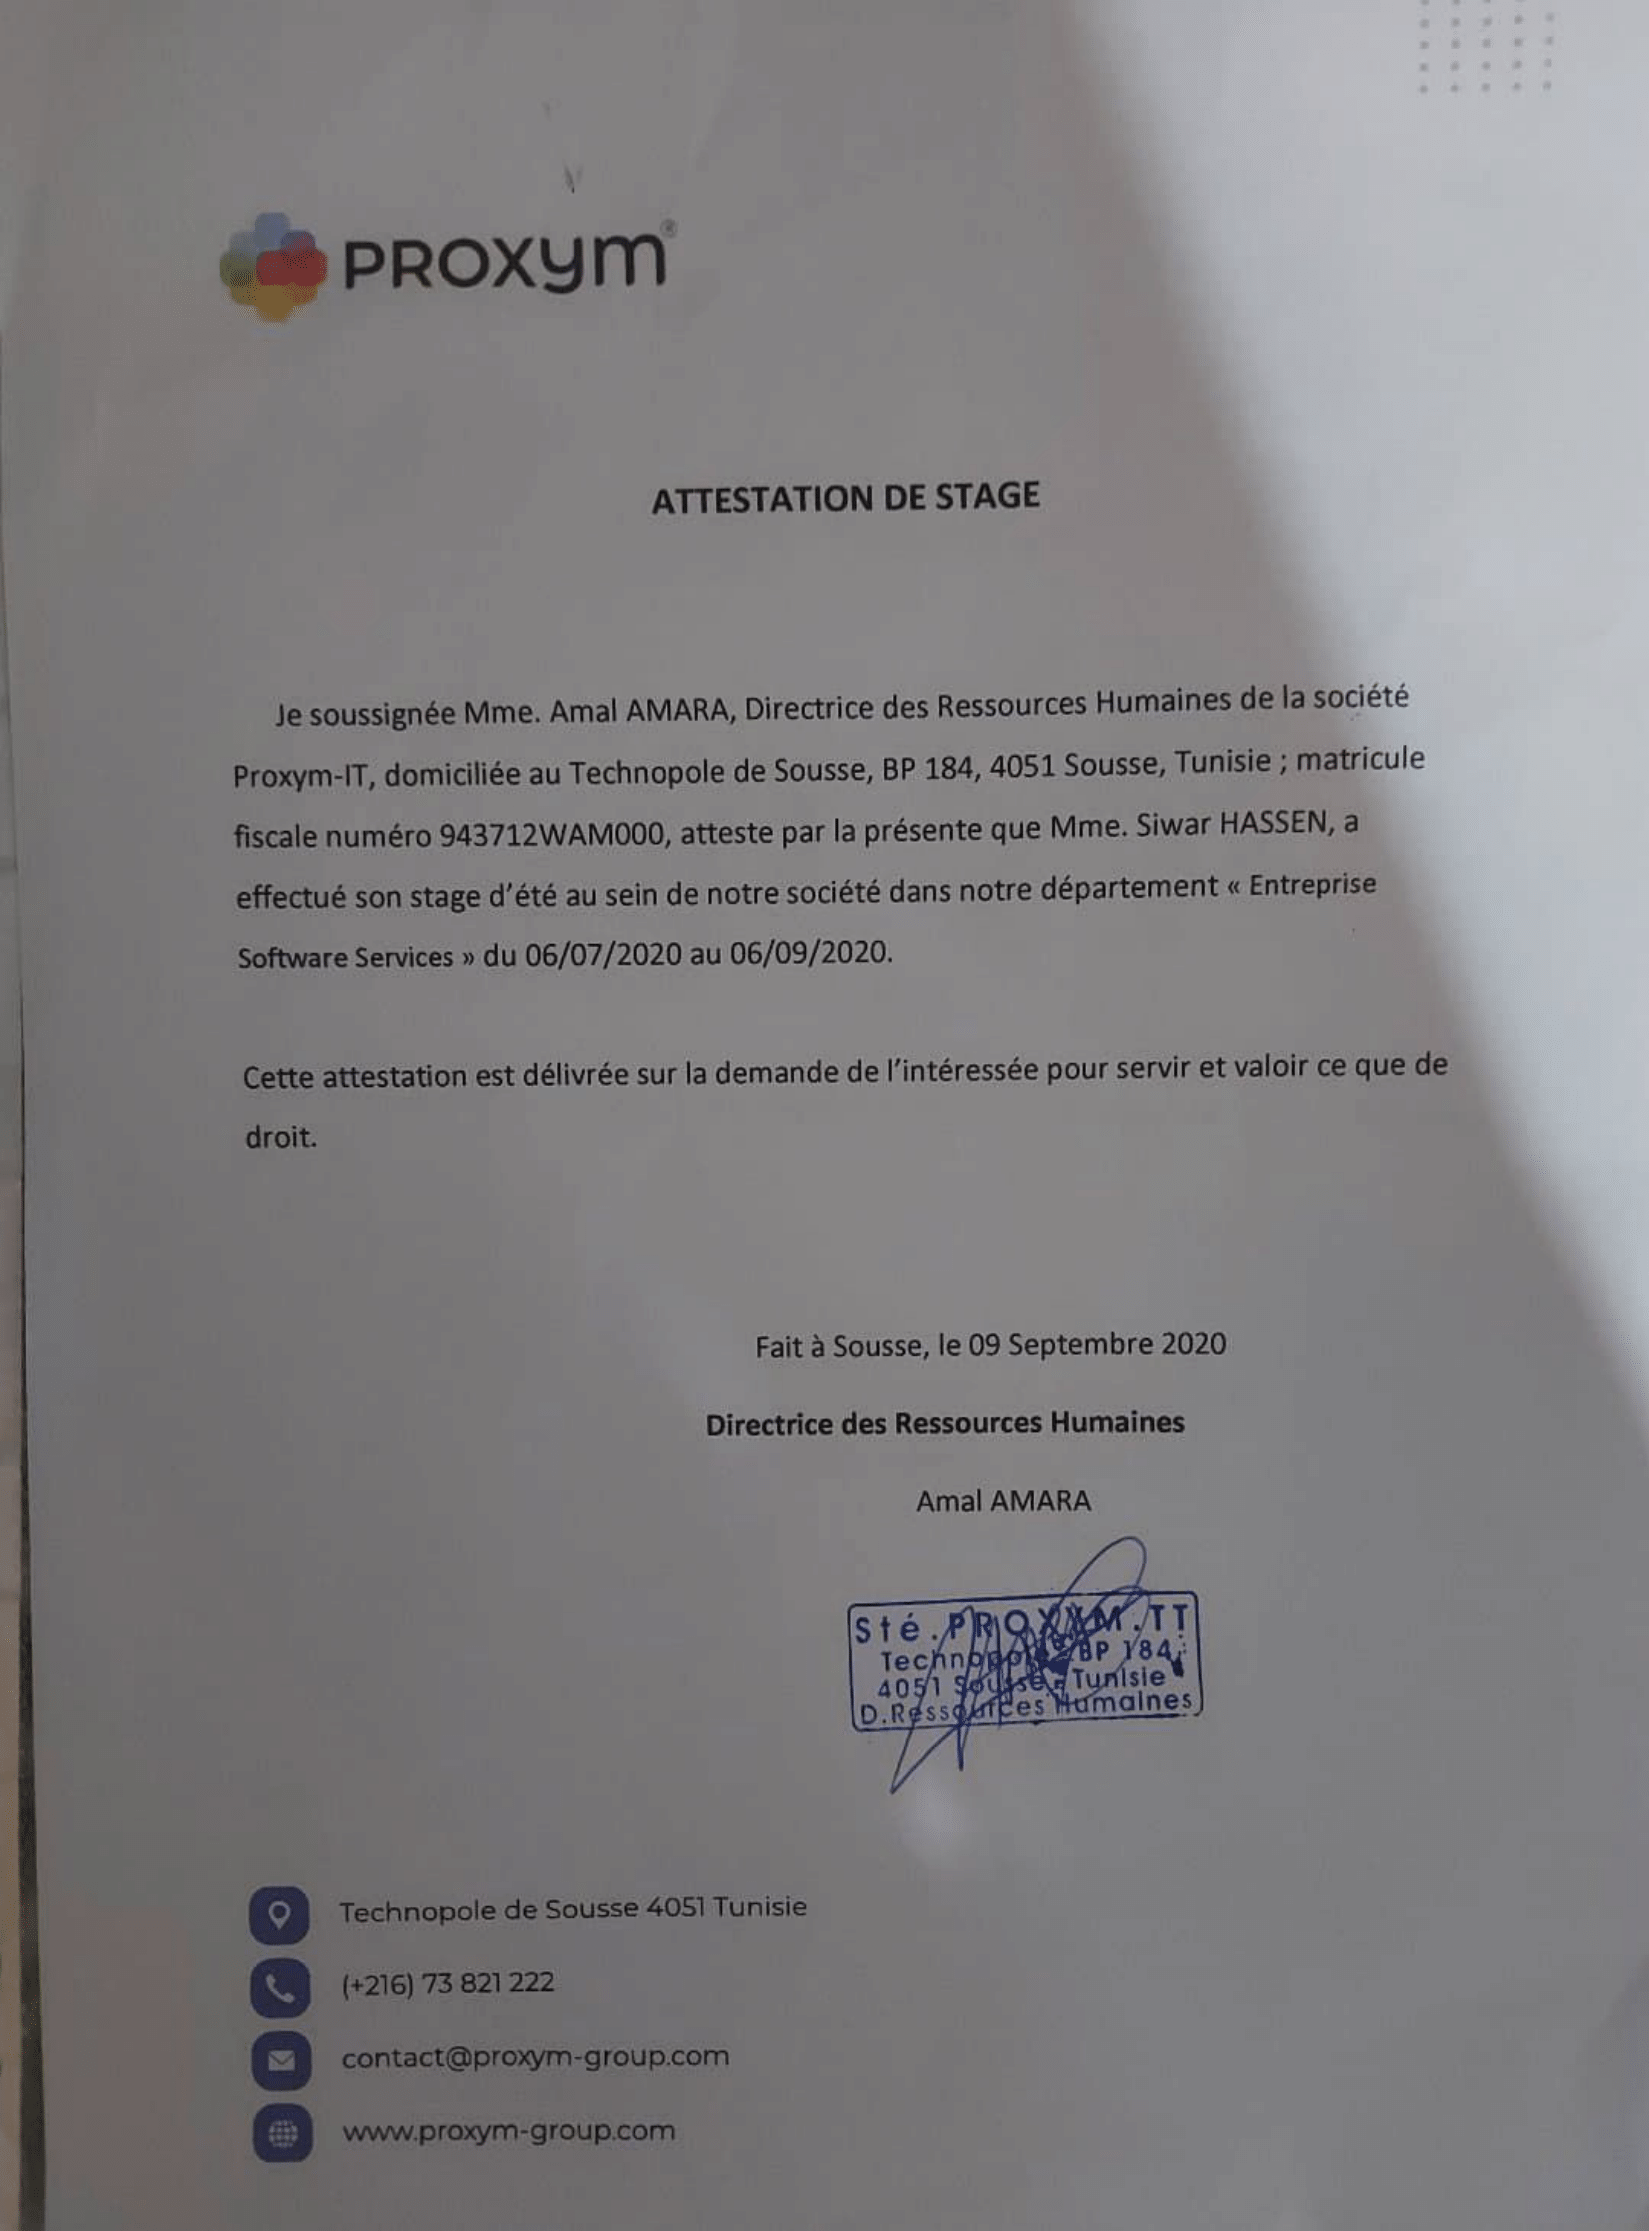 PROXYM®
ATTESTATION DE STAGE
Je soussignée Mme. Amal AMARA, Directrice des Ressources Humaines de la société
Proxym-IT, domiciliée au Technopole de Sousse, BP 184, 4051 Sousse, Tunisie ; matricule
fiscale numéro 943712WAM000, atteste par la présente que Mme. Siwar HASSEN, a
effectué son stage d’été au sein de notre société dans notre département « Entreprise
Software Services » du 06/07/2020 au 06/09/2020.
Cette attestation est délivrée sur la demande de l’intéressée pour servir et valoir ce que de
droit.
Fait à Sousse, le 09 Septembre 2020
Directrice des Ressources Humaines
Amal AMARA
Sté.PROXYM.TT
Technopole BP 184,
4051 Sousse - Tunisie
D.Ressources Humaines
Technopole de Sousse 4051 Tunisie
(+216) 73 821 222
contact@proxym-group.com
www.proxym-group.com